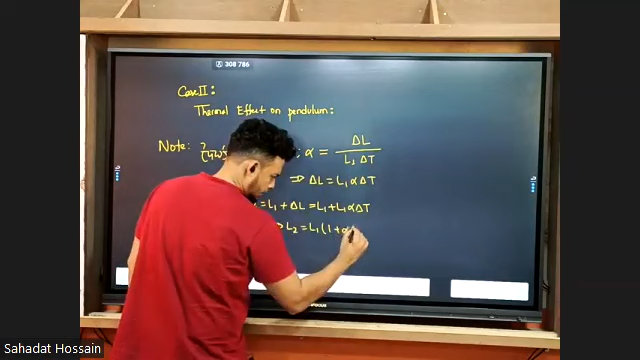 308 786
Case II:
Thermal Effect on pendulum:
Note: : α = ΔL / L₁ ΔT
⇒ ΔL = L₁ α ΔT
= L₁ + ΔL = L₁ + L₁ α ΔT
L₂ = L₁ (1 + α
Sahadat Hossain